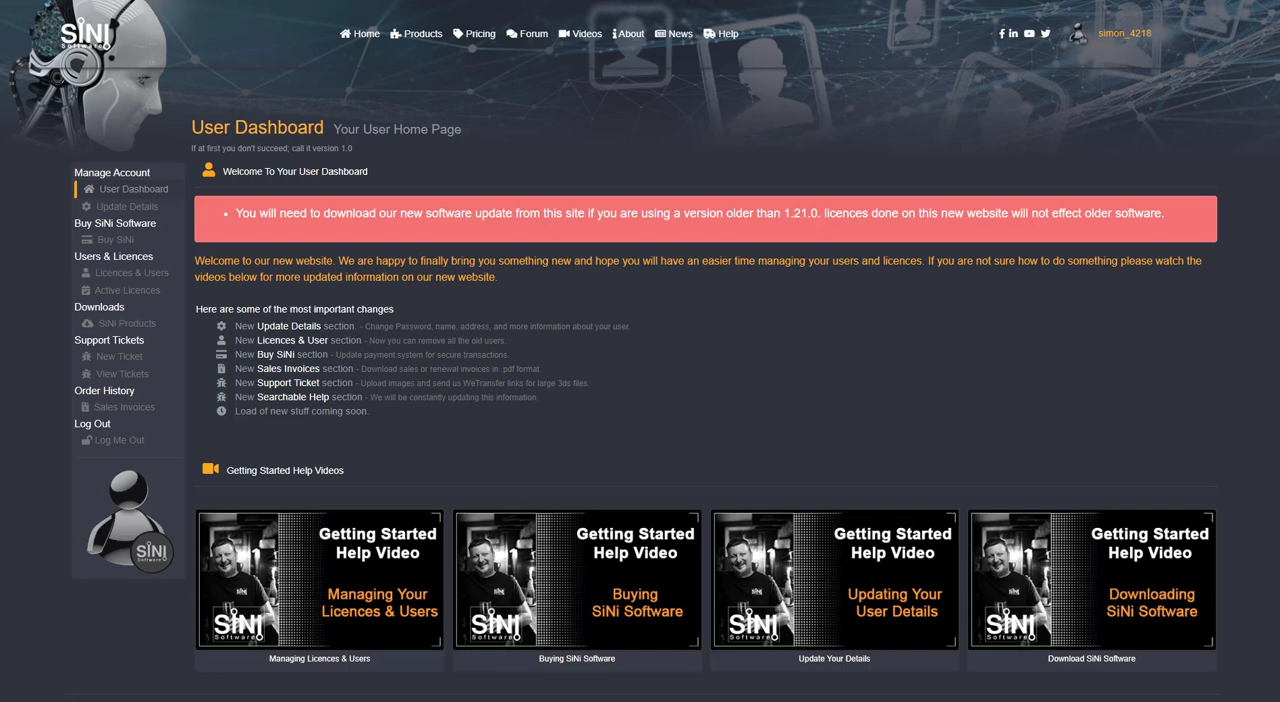 SiNi
Software
Home Products Pricing Forum Videos About News Help
simon_4218
User Dashboard Your User Home Page
If at first you don't succeed; call it version 1.0
Manage Account
User Dashboard
Update Details
Buy SiNi Software
Buy SiNi
Users & Licences
Licences & Users
Active Licences
Downloads
SiNi Products
Support Tickets
New Ticket
View Tickets
Order History
Sales Invoices
Log Out
Log Me Out
SiNi
Software
Welcome To Your User Dashboard
You will need to download our new software update from this site if you are using a version older than 1.21.0. licences done on this new website will not effect older software.
Welcome to our new website. We are happy to finally bring you something new and hope you will have an easier time managing your users and licences. If you are not sure how to do something please watch the
videos below for more updated information on our new website.
Here are some of the most important changes
New Update Details section. - Change Password, name, address, and more information about your user.
New Licences & User section - Now you can remove all the old users.
New Buy SiNi section - Update payment system for secure transactions.
New Sales Invoices section - Download sales or renewal invoices in .pdf format.
New Support Ticket section - Upload images and send us WeTransfer links for large 3ds files.
New Searchable Help section - We will be constantly updating this information
Load of new stuff coming soon.
Getting Started Help Videos
Getting Started
Help Video
Managing Your
Licences & Users
SiNi
Software
Managing Licences & Users
Getting Started
Help Video
Buying
SiNi Software
SiNi
Software
Buying SiNi Software
Getting Started
Help Video
Updating Your
User Details
SiNi
Software
Update Your Details
Getting Started
Help Video
Downloading
SiNi Software
SiNi
Software
Download SiNi Software